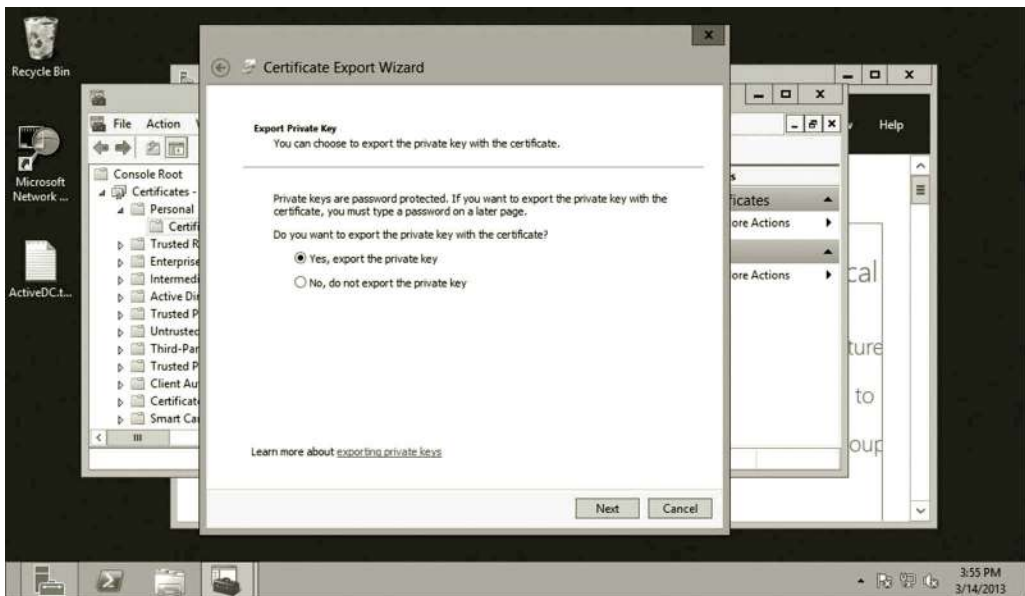 Recycle Bin
Microsoft
Network ...
ActiveDC.t...
Certificate Export Wizard
x
File Action
Console Root
Certificates -
Personal
Certifi
Trusted R
Enterprise
Intermedi
Active Dir
Trusted P
Untrusted
Third-Par
Trusted P
Client Au
Certificat
Smart Car
Export Private Key
You can choose to export the private key with the certificate.
Private keys are password protected. If you want to export the private key with the
certificate, you must type a password on a later page.
Do you want to export the private key with the certificate?
Yes, export the private key
No, do not export the private key
Learn more about exporting private keys
Next Cancel
Help
s
ficates
ore Actions
ore Actions
cal
ture
to
oup
3:55 PM
3/14/2013